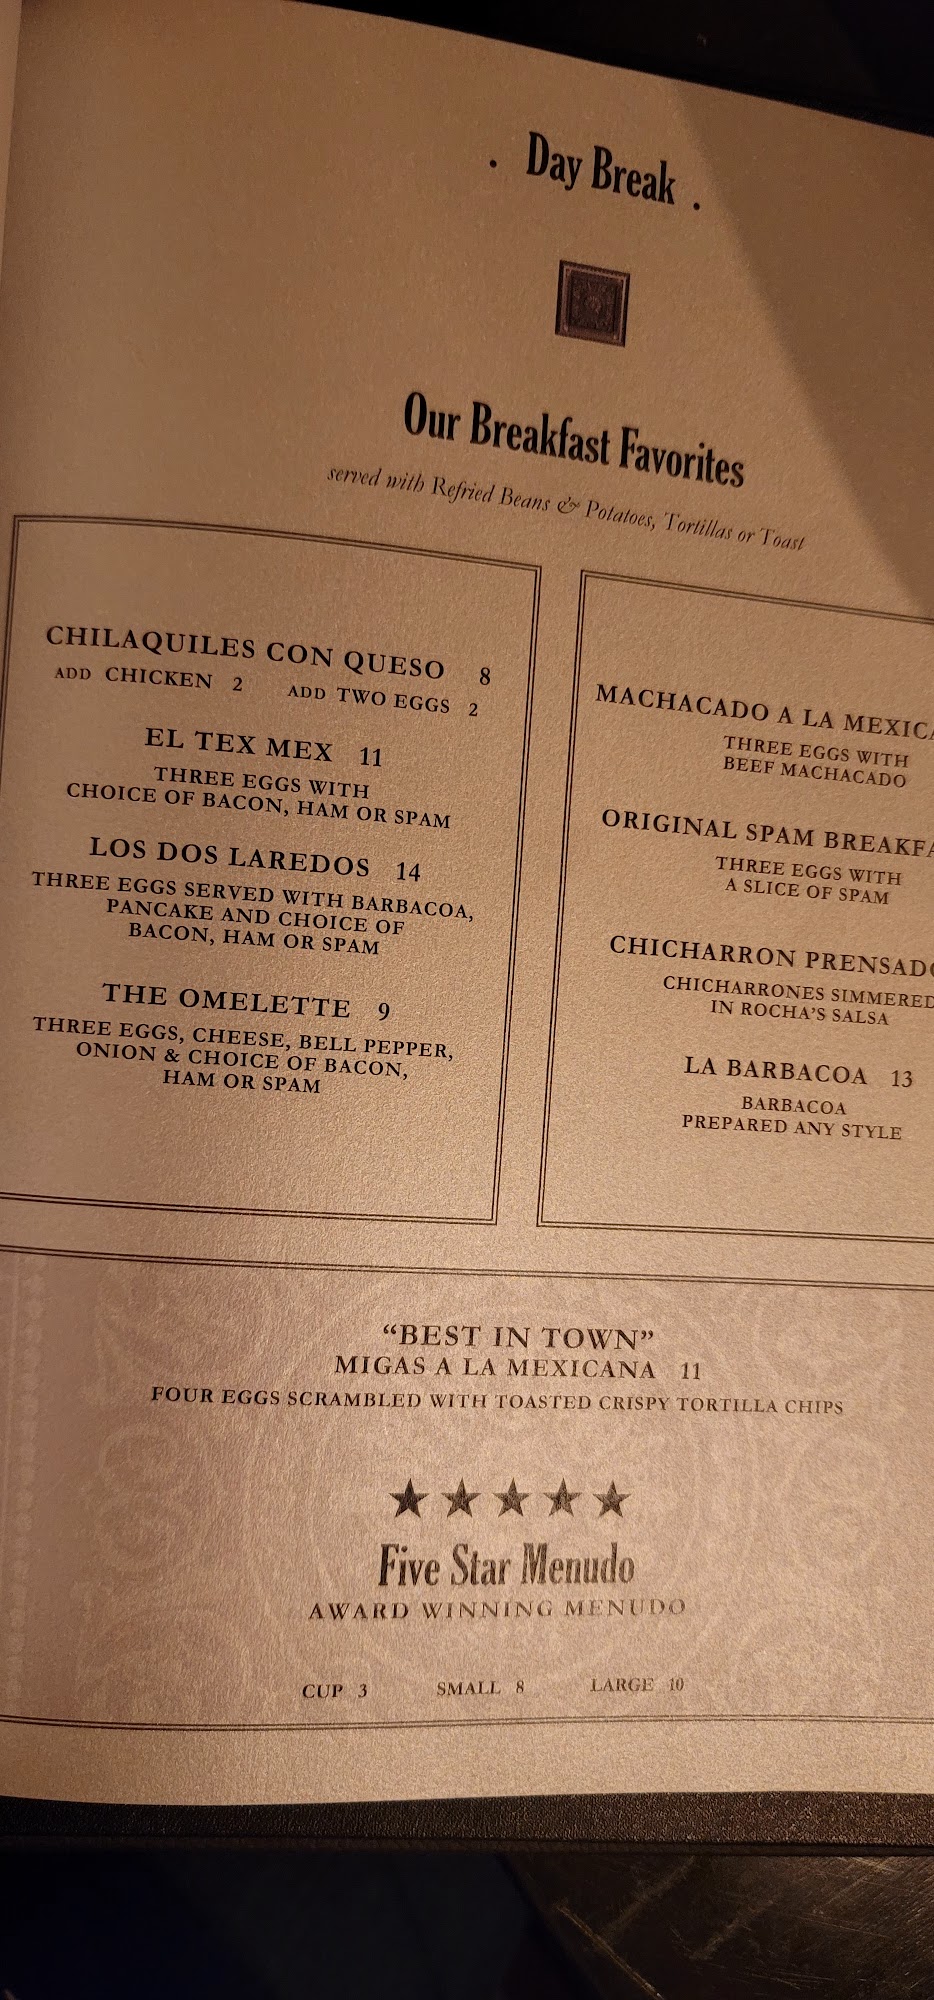 . Day Break .
Our Breakfast Favorites
served with Refried Beans & Potatoes, Tortillas or Toast
CHILAQUILES CON QUESO 8
ADD CHICKEN 2 ADD TWO EGGS 2
EL TEX MEX 11
THREE EGGS WITH
CHOICE OF BACON, HAM OR SPAM
LOS DOS LAREDOS 14
THREE EGGS SERVED WITH BARBACOA,
PANCAKE AND CHOICE OF
BACON, HAM OR SPAM
THE OMELETTE 9
THREE EGGS, CHEESE, BELL PEPPER,
ONION & CHOICE OF BACON,
HAM OR SPAM
MACHACADO A LA
THREE EGGS WITH
BEEF MACHACADO
ORIGINAL SPAM
THREE EGGS WITH
A SLICE OF SPAM
CHICHARRON
CHICHARRONES SIMMERED
IN ROCHA'S SALSA
LA BARBACOA 13
BARBACOA
PREPARED ANY STYLE
“BEST IN TOWN”
MIGAS A LA MEXICANA 11
FOUR EGGS SCRAMBLED WITH TOASTED CRISPY TORTILLA CHIPS
★★★★★
Five Star Menudo
AWARD WINNING MENUDO
CUP 3 SMALL 8 LARGE 10